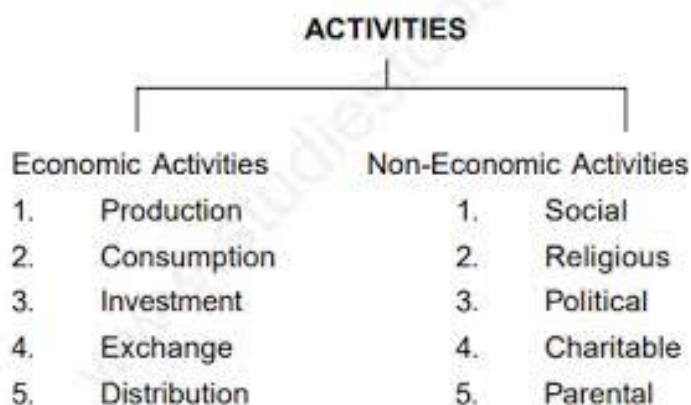 ACTIVITIES
Economic Activities
1. Production
2. Consumption
3. Investment
4. Exchange
5. Distribution
Non-Economic Activities
1. Social
2. Religious
3. Political
4. Charitable
5. Parental